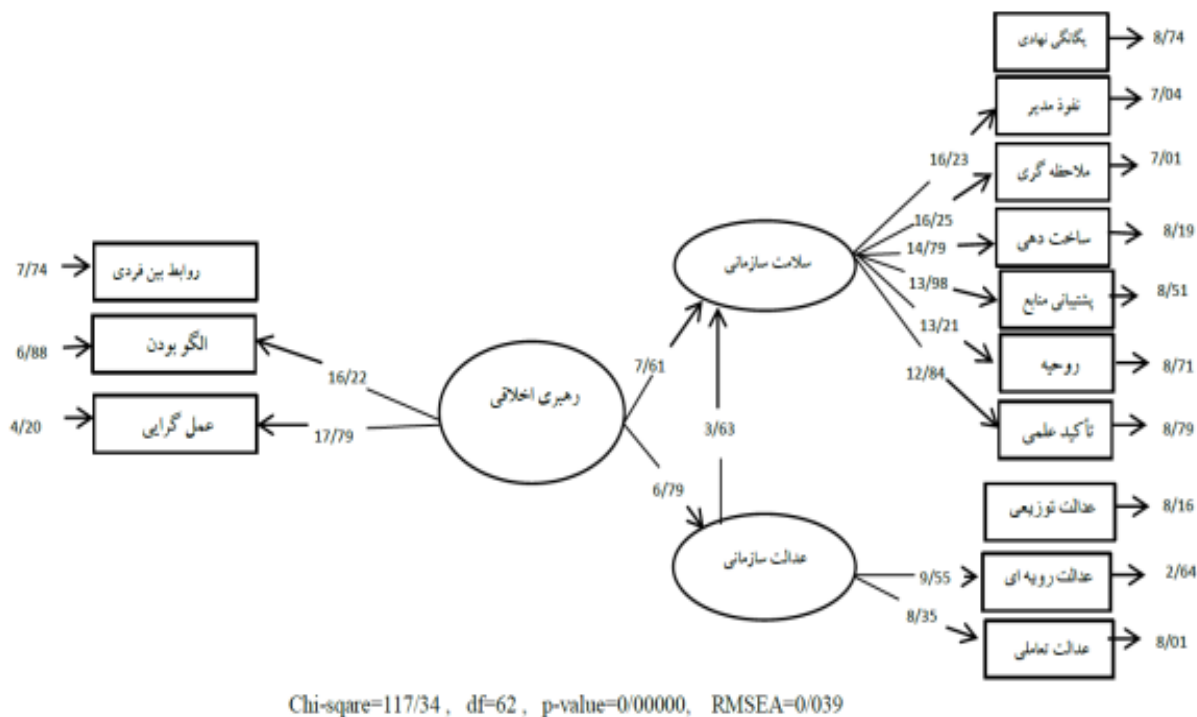 یگانگی نهادی
8/74
نفوذ مدیر
7/04
16/23
ملاحظه گری
7/01
16/25
ساخت دهی
8/19
14/79
سلامت سازمانی
روابط بین فردی
7/74
13/98
پشتیبانی منابع
8/51
13/21
الگو بودن
6/88
16/22
7/61
روحیه
8/71
12/84
رهبری اخلاقی
عمل گرایی
4/20
17/79
3/63
تأکید علمی
8/79
6/79
عدالت توزیعی
8/16
عدالت سازمانی
9/55
عدالت رویه ای
2/64
8/35
عدالت تعاملی
8/01
Chi-sqare=117/34 , df=62 , p-value=0/00000, RMSEA=0/039